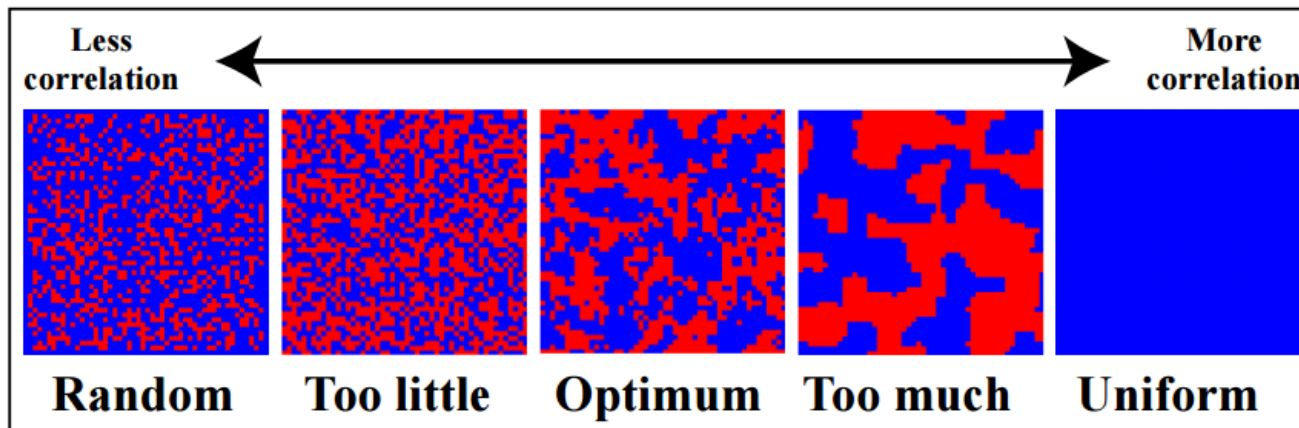 Less
correlation
More
correlation
Random
Too little
Optimum
Too much
Uniform